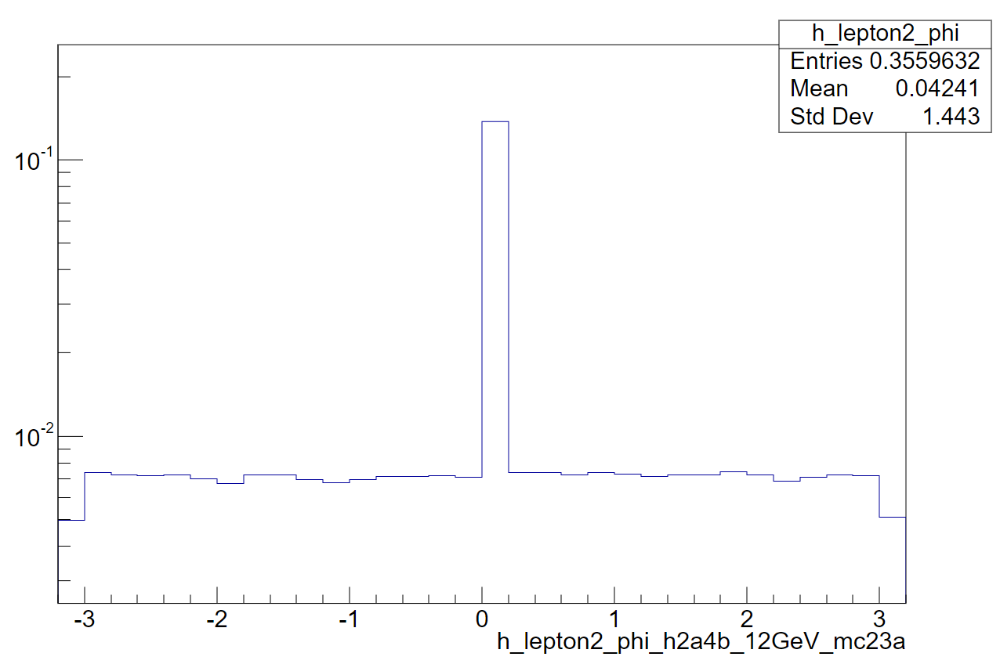 h_lepton2_phi
Entries 0.3559632
Mean 0.04241
Std Dev 1.443
10-1
10-2
-3 -2 -1 0 1 2 3
h_lepton2_phi_h2a4b_12GeV_mc23a